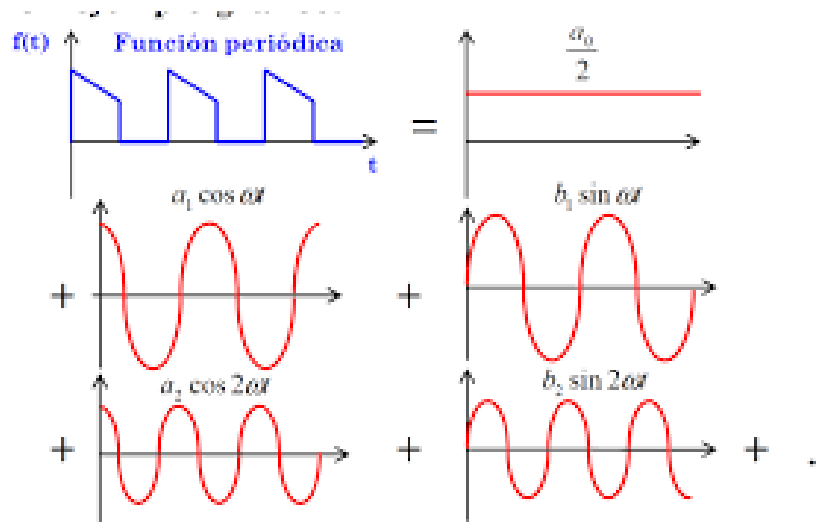 f(t) Función periódica
a₀/2
=
t
a₁ cos ωt
b₁ sin ωt
+ +
a₂ cos 2ωt
b₂ sin 2ωt
+ + + .